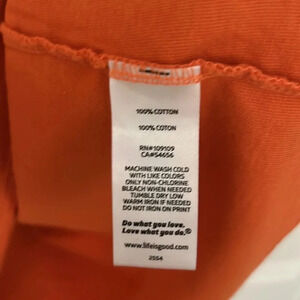 100% COTTON
100% COTON
RN#109109
CA#54656
MACHINE WASH COLD
WITH LIKE COLORS
ONLY NON-CHLORINE
BLEACH WHEN NEEDED
TUMBLE DRY LOW
WARM IRON IF NEEDED
DO NOT IRON ON PRINT
Do what you love.
Love what you do.®
www.lifeisgood.com
2554